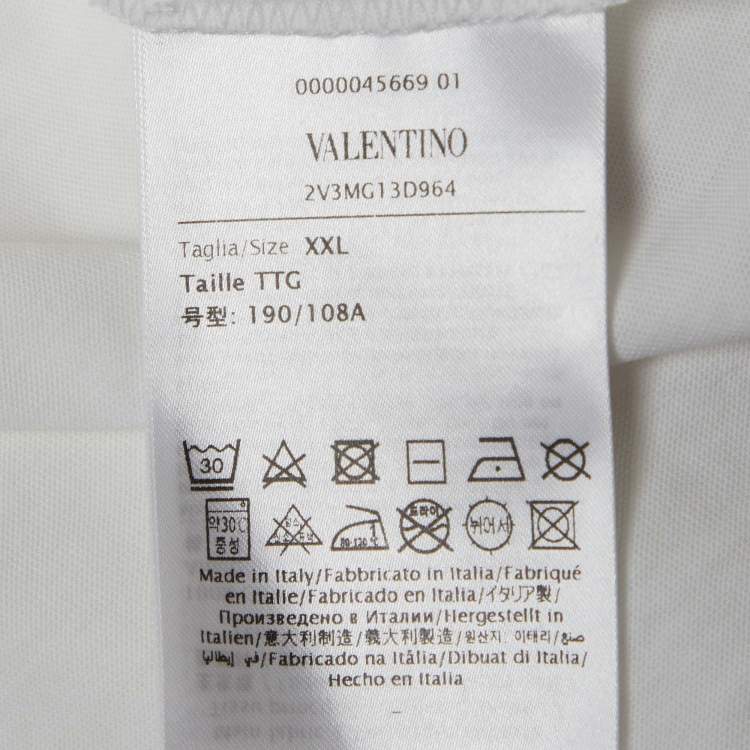 0000045669 01
VALENTINO
2V3MG13D964
Taglia/Size XXL
Taille TTG
号型: 190/108A
30
약30℃ 중성
80-120℃
드라이
뉘어서
Made in Italy/Fabbricato in Italia/Fabriqué
en Italie/Fabricado en Italia/イタリア製/
Произведено в Италии/Hergestellt in
Italien/意大利制造/義大利製造/원산지: 이태리/صنع
في إيطاليا/Fabricado na Itália/Dibuat di Italia/
Hecho en Italia